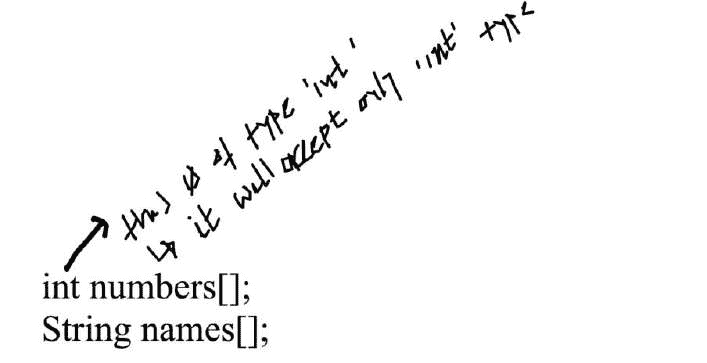 this is of type 'int'
↳ it will accept only 'int' type
int numbers[];
String names[];